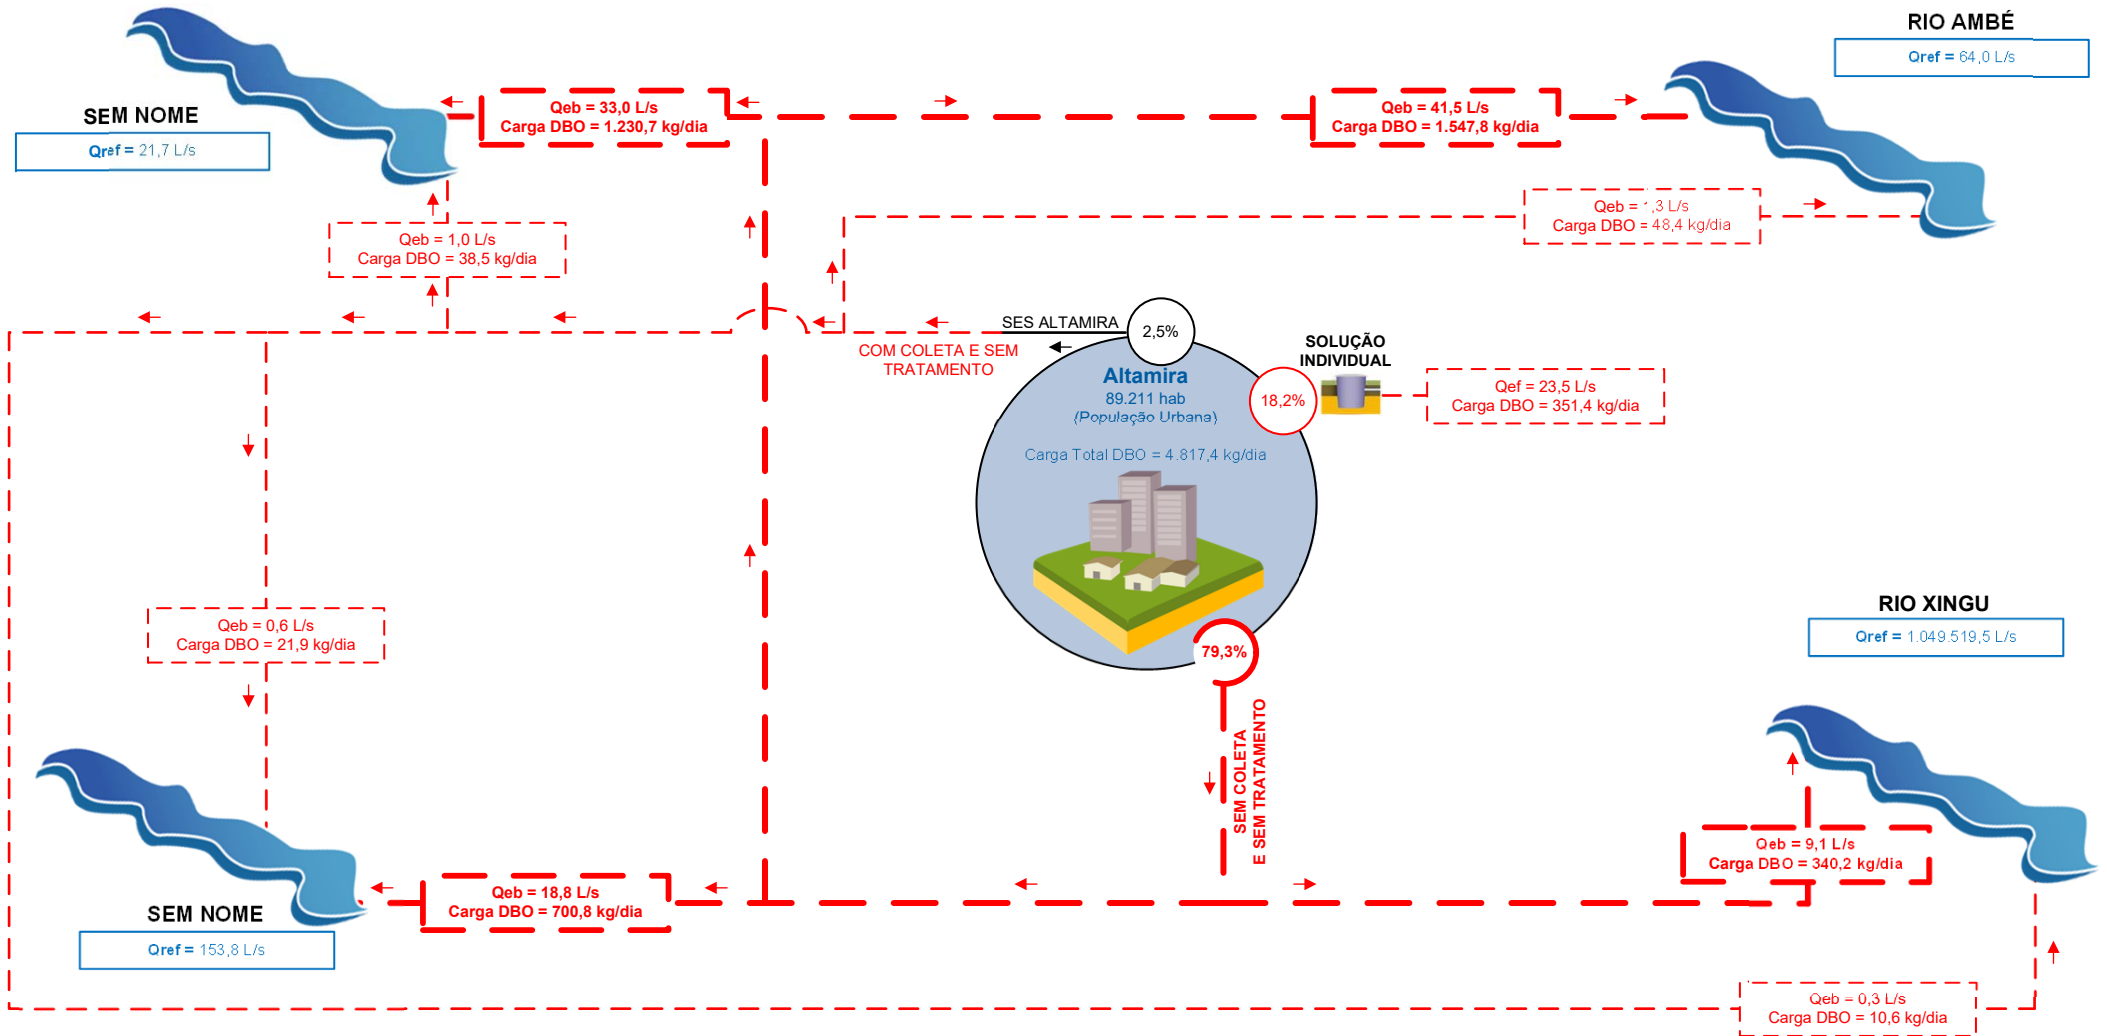 RIO AMBÉ
Qref = 64,0 L/s
SEM NOME
Qref = 21,7 L/s
Qeb = 33,0 L/s
Carga DBO = 1.230,7 kg/dia
Qeb = 41,5 L/s
Carga DBO = 1.547,8 kg/dia
Qeb = 1,3 L/s
Carga DBO = 48,4 kg/dia
Qeb = 1,0 L/s
Carga DBO = 38,5 kg/dia
SES ALTAMIRA
2,5%
COM COLETA E SEM
TRATAMENTO
SOLUÇÃO
INDIVIDUAL
18,2%
Qef = 23,5 L/s
Carga DBO = 351,4 kg/dia
Altamira
89.211 hab
(População Urbana)
Carga Total DBO = 4.817,4 kg/dia
Qeb = 0,6 L/s
Carga DBO = 21,9 kg/dia
79,3%
SEM COLETA
E SEM TRATAMENTO
RIO XINGU
Qref = 1.049.519,5 L/s
Qeb = 9,1 L/s
Carga DBO = 340,2 kg/dia
Qeb = 18,8 L/s
Carga DBO = 700,8 kg/dia
SEM NOME
Qref = 153,8 L/s
Qeb = 0,3 L/s
Carga DBO = 10,6 kg/dia